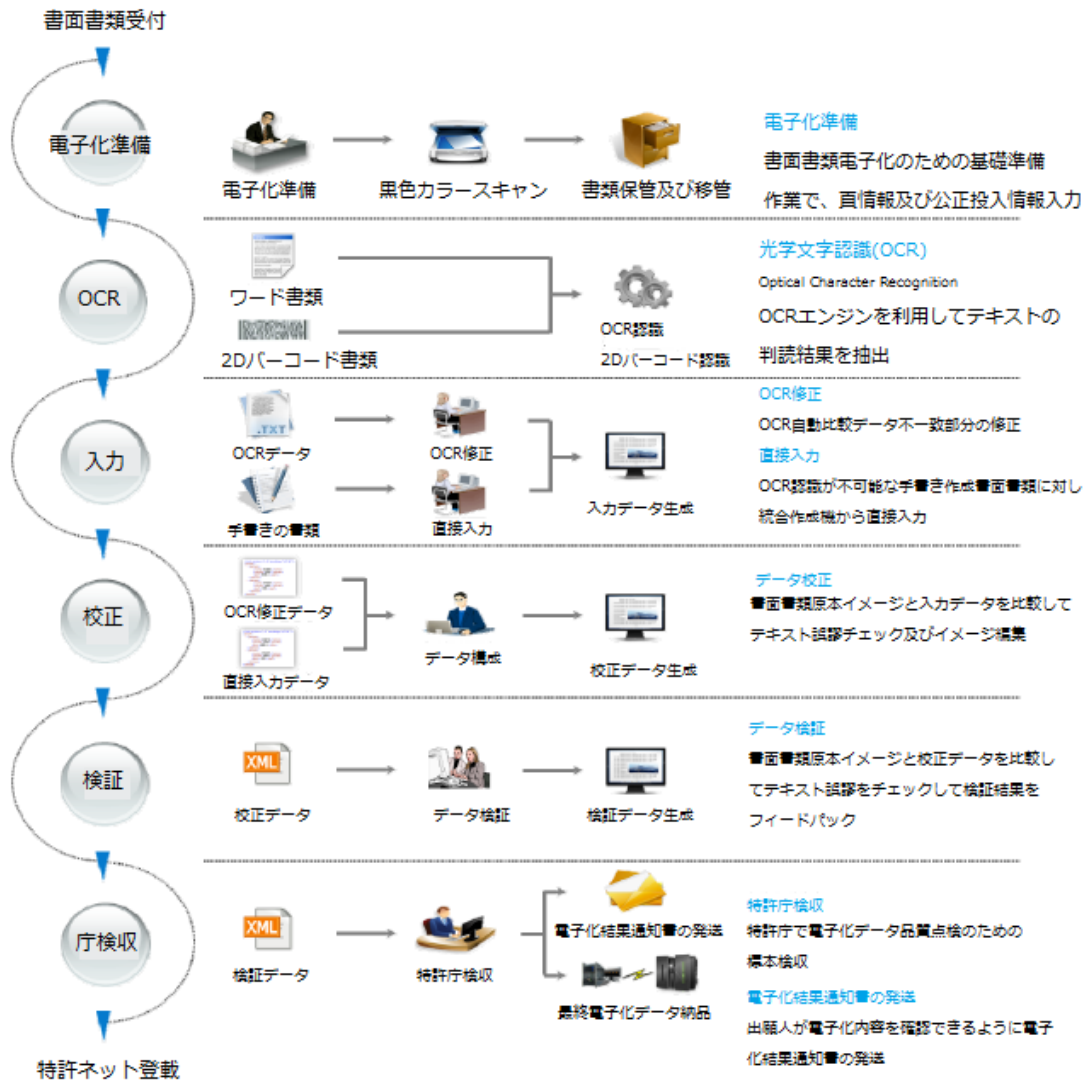 書面書類受付
電子化準備
電子化準備
黒色カラースキャン
書類保管及び移管
電子化準備
書面書類電子化のための基礎準備
作業で、頁情報及び公正投入情報入力
OCR
ワード書類
2Dバーコード書類
OCR認識
2Dバーコード認識
光学文字認識(OCR)
Optical Character Recognition
OCRエンジンを利用してテキストの
判読結果を抽出
入力
.TXT
OCRデータ
OCR修正
手書きの書類
直接入力
入力データ生成
OCR修正
OCR自動比較データ不一致部分の修正
直接入力
OCR認識が不可能な手書き作成書面書類に対し
統合作成機から直接入力
校正
OCR修正データ
直接入力データ
データ構成
校正データ生成
データ校正
書面書類原本イメージと入力データを比較して
テキスト誤謬チェック及びイメージ編集
検証
XML
校正データ
データ検証
検証データ生成
データ検証
書面書類原本イメージと校正データを比較し
てテキスト誤謬をチェックして検証結果を
フィードパック
庁検収
XML
検証データ
特許庁検収
電子化結果通知書の発送
最終電子化データ納品
特許庁検収
特許庁で電子化データ品質点検のための
標本検収
電子化結果通知書の発送
出願人が電子化内容を確認できるように電子
化結果通知書の発送
特許ネット登載